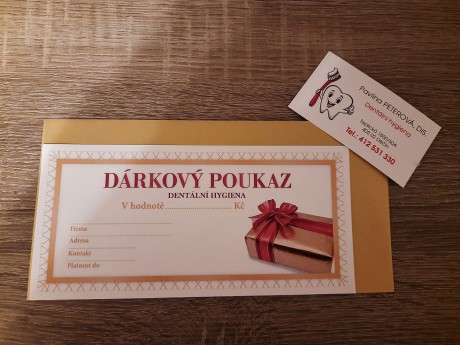 DÁRKOVÝ POUKAZ
DENTÁLNÍ HYGIENA
V hodnotě........................ Kč
Firma
Adresa
Kontakt
Platnost do
Pavlína PETEROVÁ, DiS.
Dentální hygiena
Tel.: 412 531 330